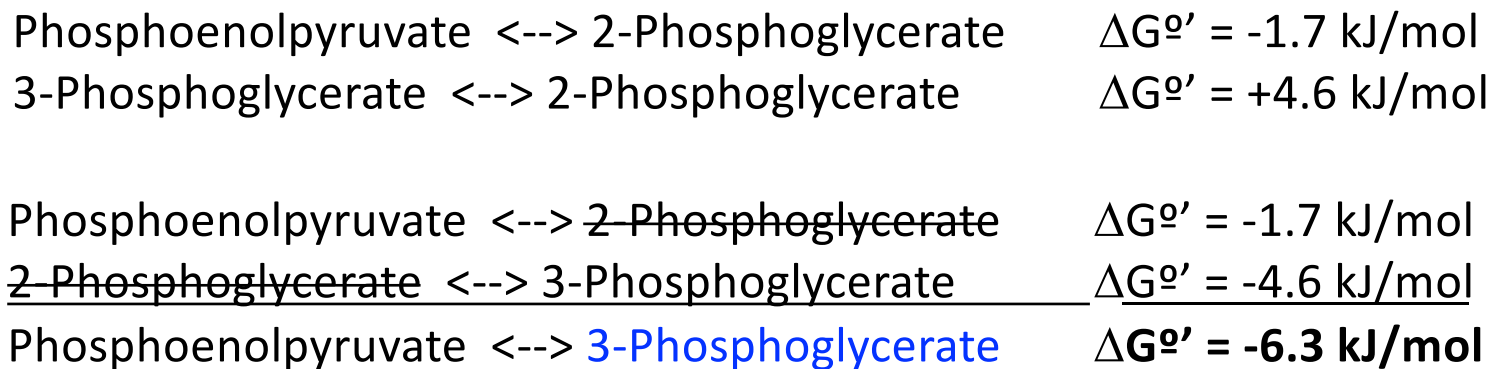 Phosphoenolpyruvate <--> 2-Phosphoglycerate ΔGº’ = -1.7 kJ/mol
3-Phosphoglycerate <--> 2-Phosphoglycerate ΔGº’ = +4.6 kJ/mol
Phosphoenolpyruvate <--> 2-Phosphoglycerate ΔGº’ = -1.7 kJ/mol
2-Phosphoglycerate <--> 3-Phosphoglycerate ΔGº’ = -4.6 kJ/mol
Phosphoenolpyruvate <--> 3-Phosphoglycerate ΔGº’ = -6.3 kJ/mol